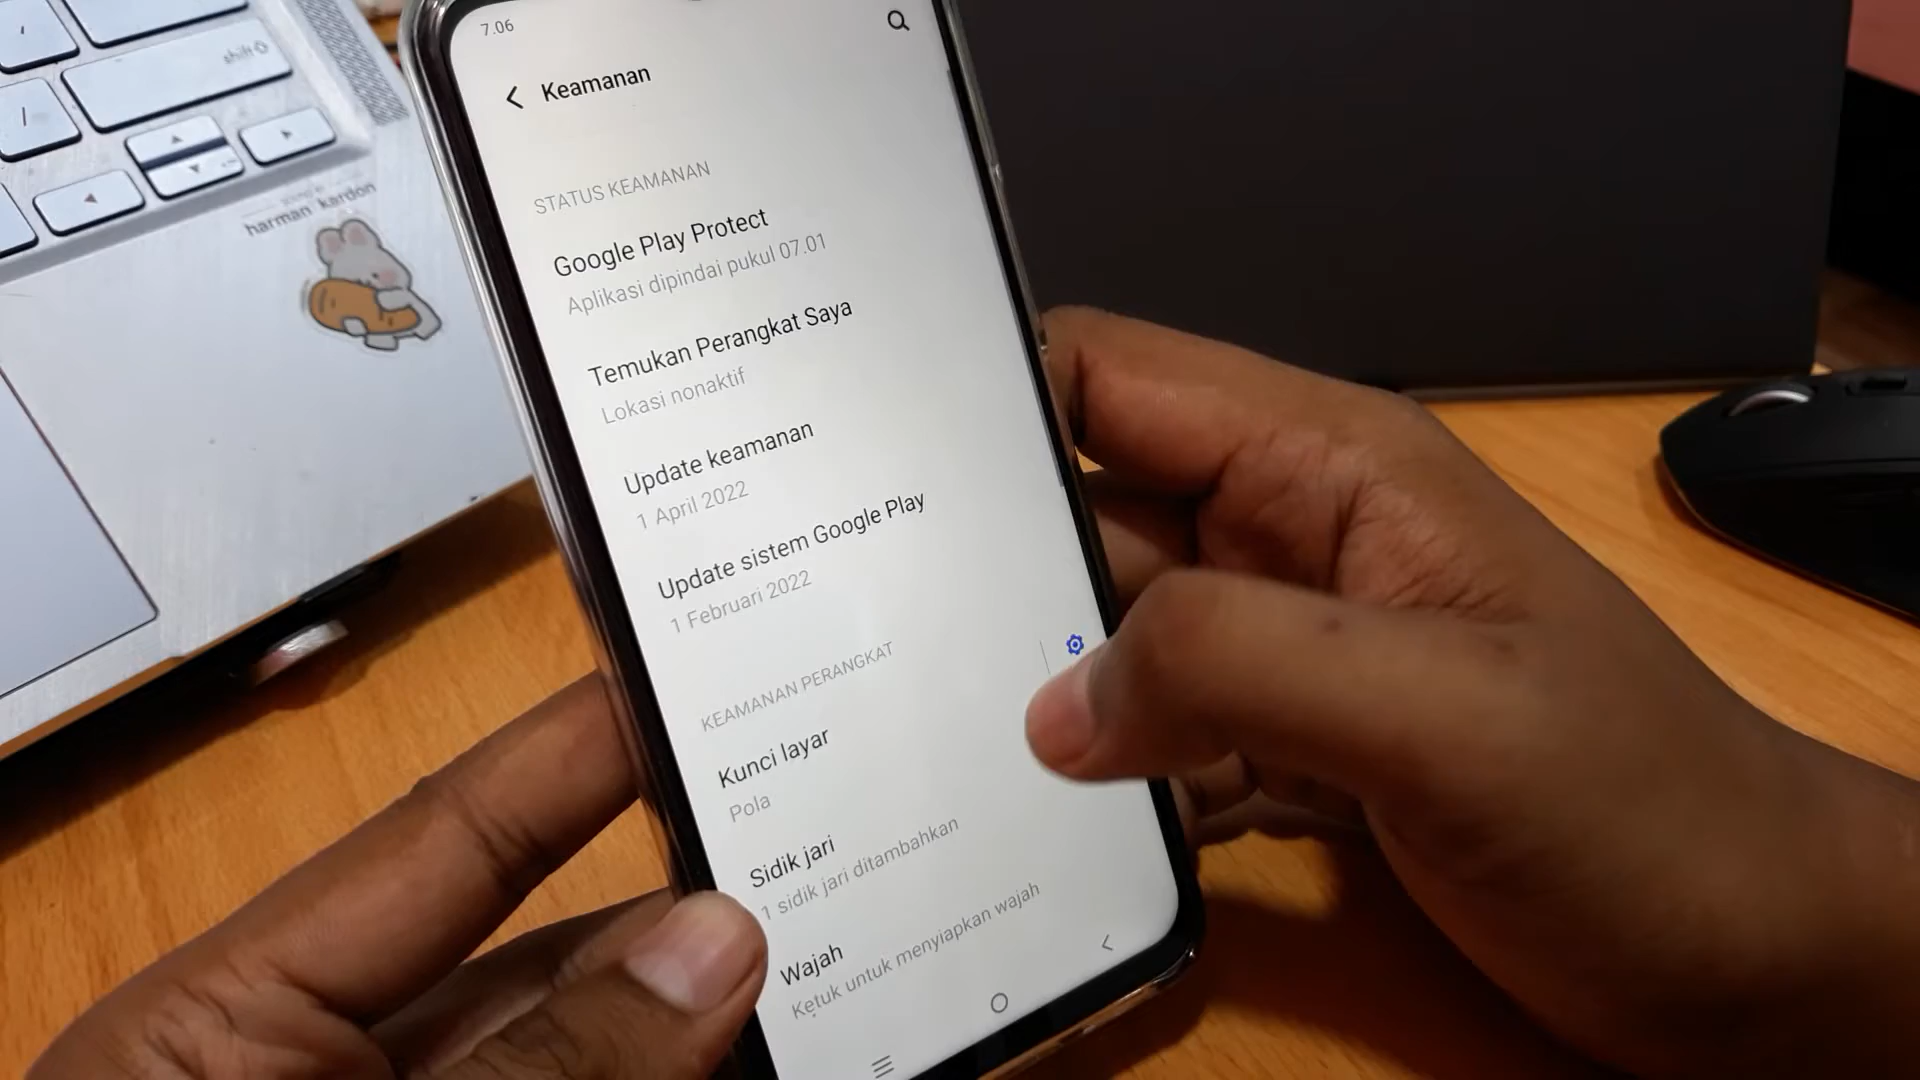 shift
harman/kardon
7.06
Keamanan
STATUS KEAMANAN
Google Play Protect
Aplikasi dipindai pukul 07.01
Temukan Perangkat Saya
Lokasi nonaktif
Update keamanan
1 April 2022
Update sistem Google Play
1 Februari 2022
KEAMANAN PERANGKAT
Kunci layar
Pola
Sidik jari
1 sidik jari ditambahkan
Wajah
Ketuk untuk menyiapkan wajah